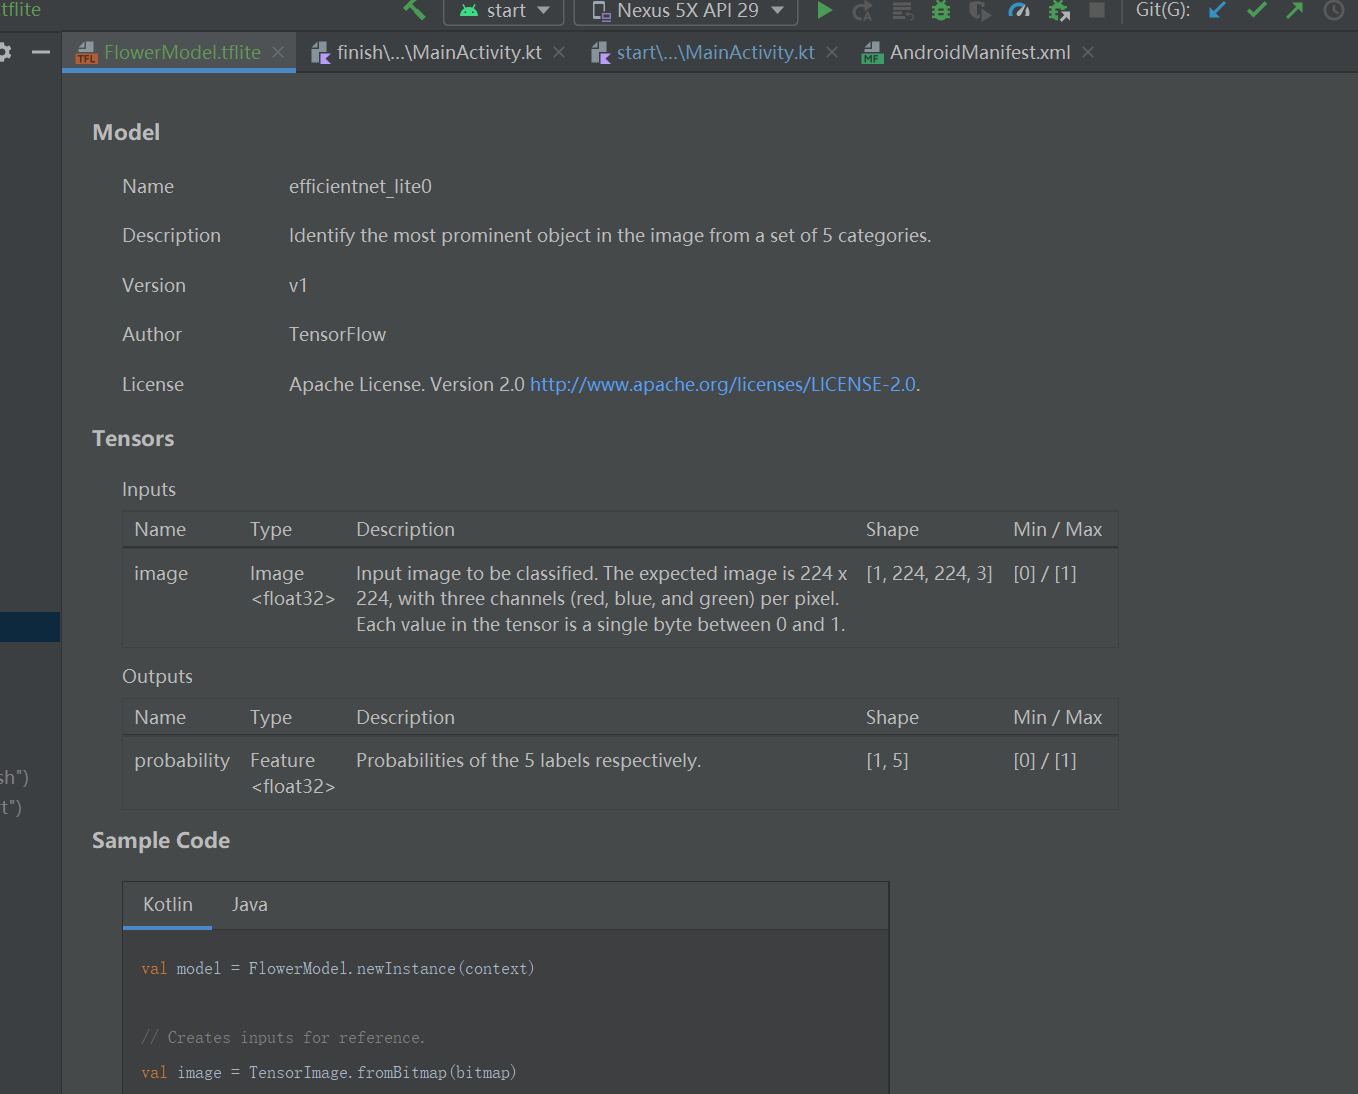 tflite
start
Nexus 5X API 29
Git(G):
TFL
FlowerModel.tflite
finish\...\MainActivity.kt
start\...\MainActivity.kt
MF
AndroidManifest.xml
Model
Name efficientnet_lite0
Description Identify the most prominent object in the image from a set of 5 categories.
Version v1
Author TensorFlow
License Apache License. Version 2.0 http://www.apache.org/licenses/LICENSE-2.0.
Tensors
Inputs
Name Type Description Shape Min / Max
image Image Input image to be classified. The expected image is 224 x [1, 224, 224, 3] [0] / [1]
<float32> 224, with three channels (red, blue, and green) per pixel.
Each value in the tensor is a single byte between 0 and 1.
Outputs
Name Type Description Shape Min / Max
probability Feature Probabilities of the 5 labels respectively. [1, 5] [0] / [1]
sh")
<float32>
t")
Sample Code
Kotlin Java
val model = FlowerModel.newInstance(context)
// Creates inputs for reference.
val image = TensorImage.fromBitmap(bitmap)